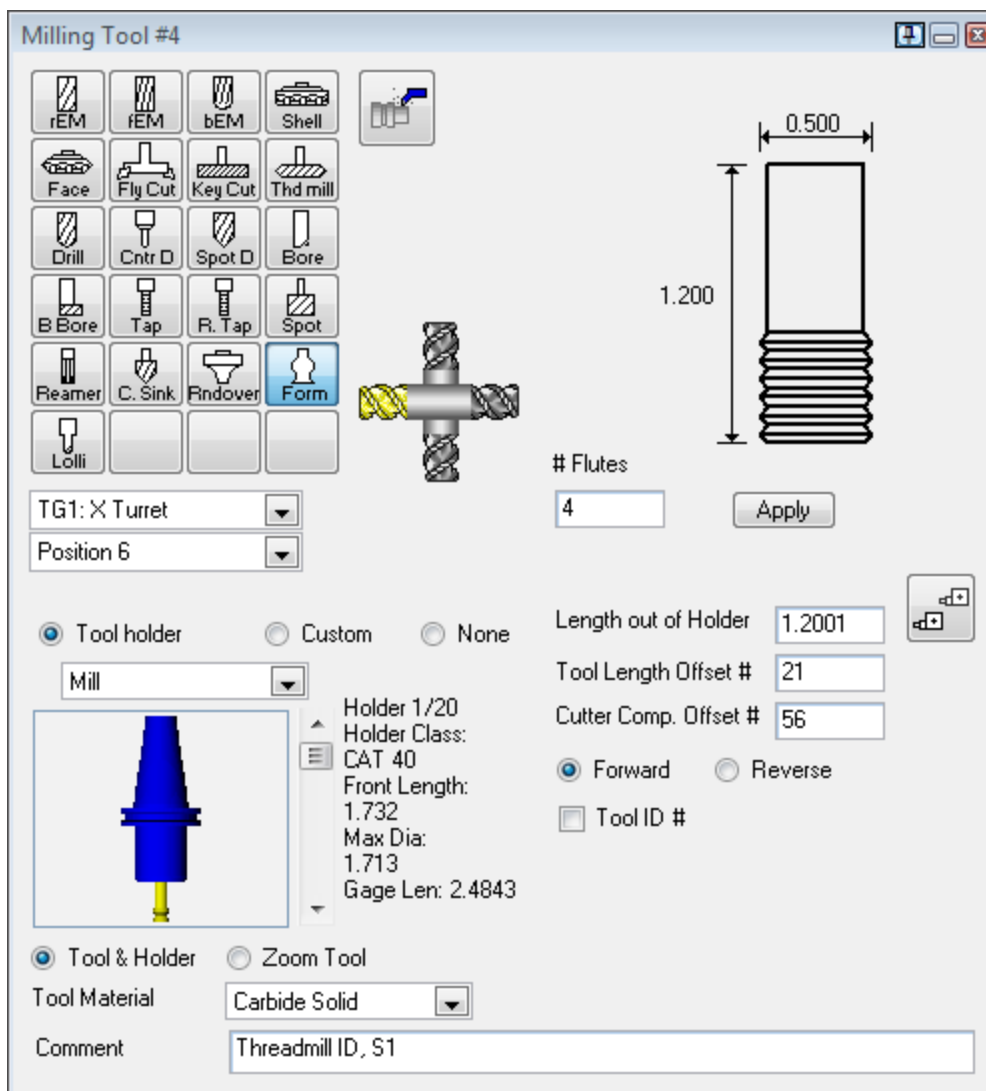 Milling Tool #4
rEM fEM bEM Shell
Face Fly Cut Key Cut Thd mill
Drill Cntr D Spot D Bore
B Bore Tap R. Tap Spot
Reamer C. Sink Rndover Form
Lolli
0.500
1.200
# Flutes
4
Apply
TG1: X Turret
Position 6
Tool holder Custom None
Mill
Holder 1/20
Holder Class:
CAT 40
Front Length:
1.732
Max Dia:
1.713
Gage Len: 2.4843
Length out of Holder 1.2001
Tool Length Offset # 21
Cutter Comp. Offset # 56
Forward Reverse
Tool ID #
Tool & Holder Zoom Tool
Tool Material Carbide Solid
Comment Threadmill ID, S1